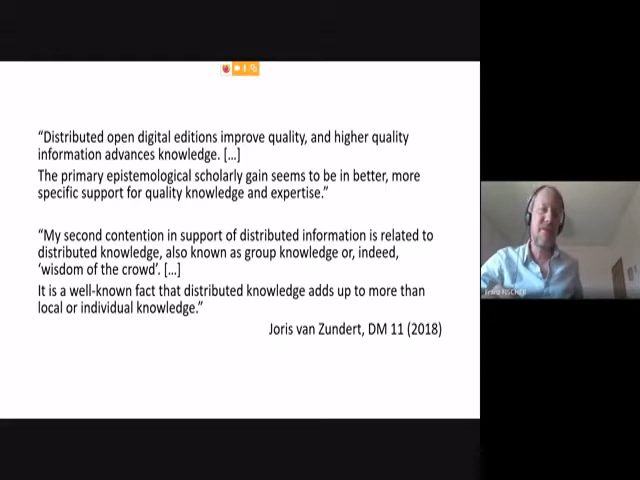 “Distributed open digital editions improve quality, and higher quality
information advances knowledge. […]
The primary epistemological scholarly gain seems to be in better, more
specific support for quality knowledge and expertise.”
“My second contention in support of distributed information is related to
distributed knowledge, also known as group knowledge or, indeed,
‘wisdom of the crowd’. […]
It is a well-known fact that distributed knowledge adds up to more than
local or individual knowledge.”
Joris van Zundert, DM 11 (2018)
FISCHER